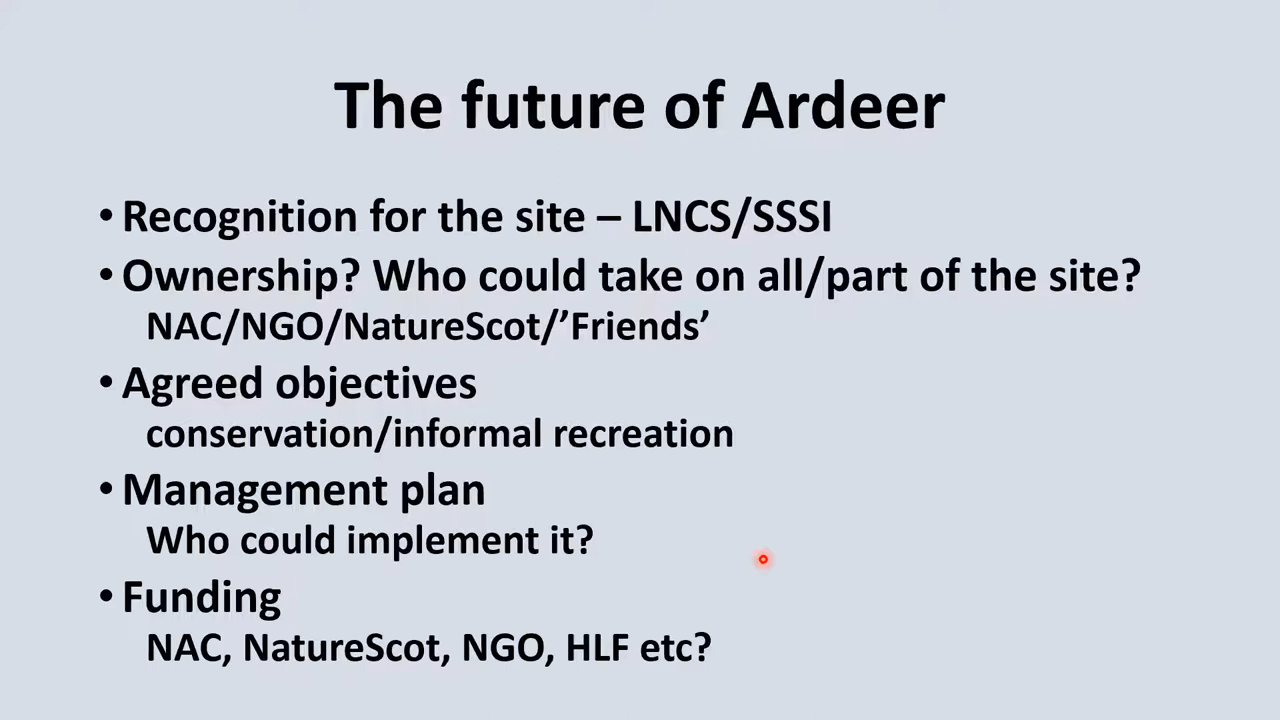 The future of Ardeer
• Recognition for the site – LNCS/SSSI
• Ownership? Who could take on all/part of the site?
NAC/NGO/NatureScot/’Friends’
• Agreed objectives
conservation/informal recreation
• Management plan
Who could implement it?
• Funding
NAC, NatureScot, NGO, HLF etc?